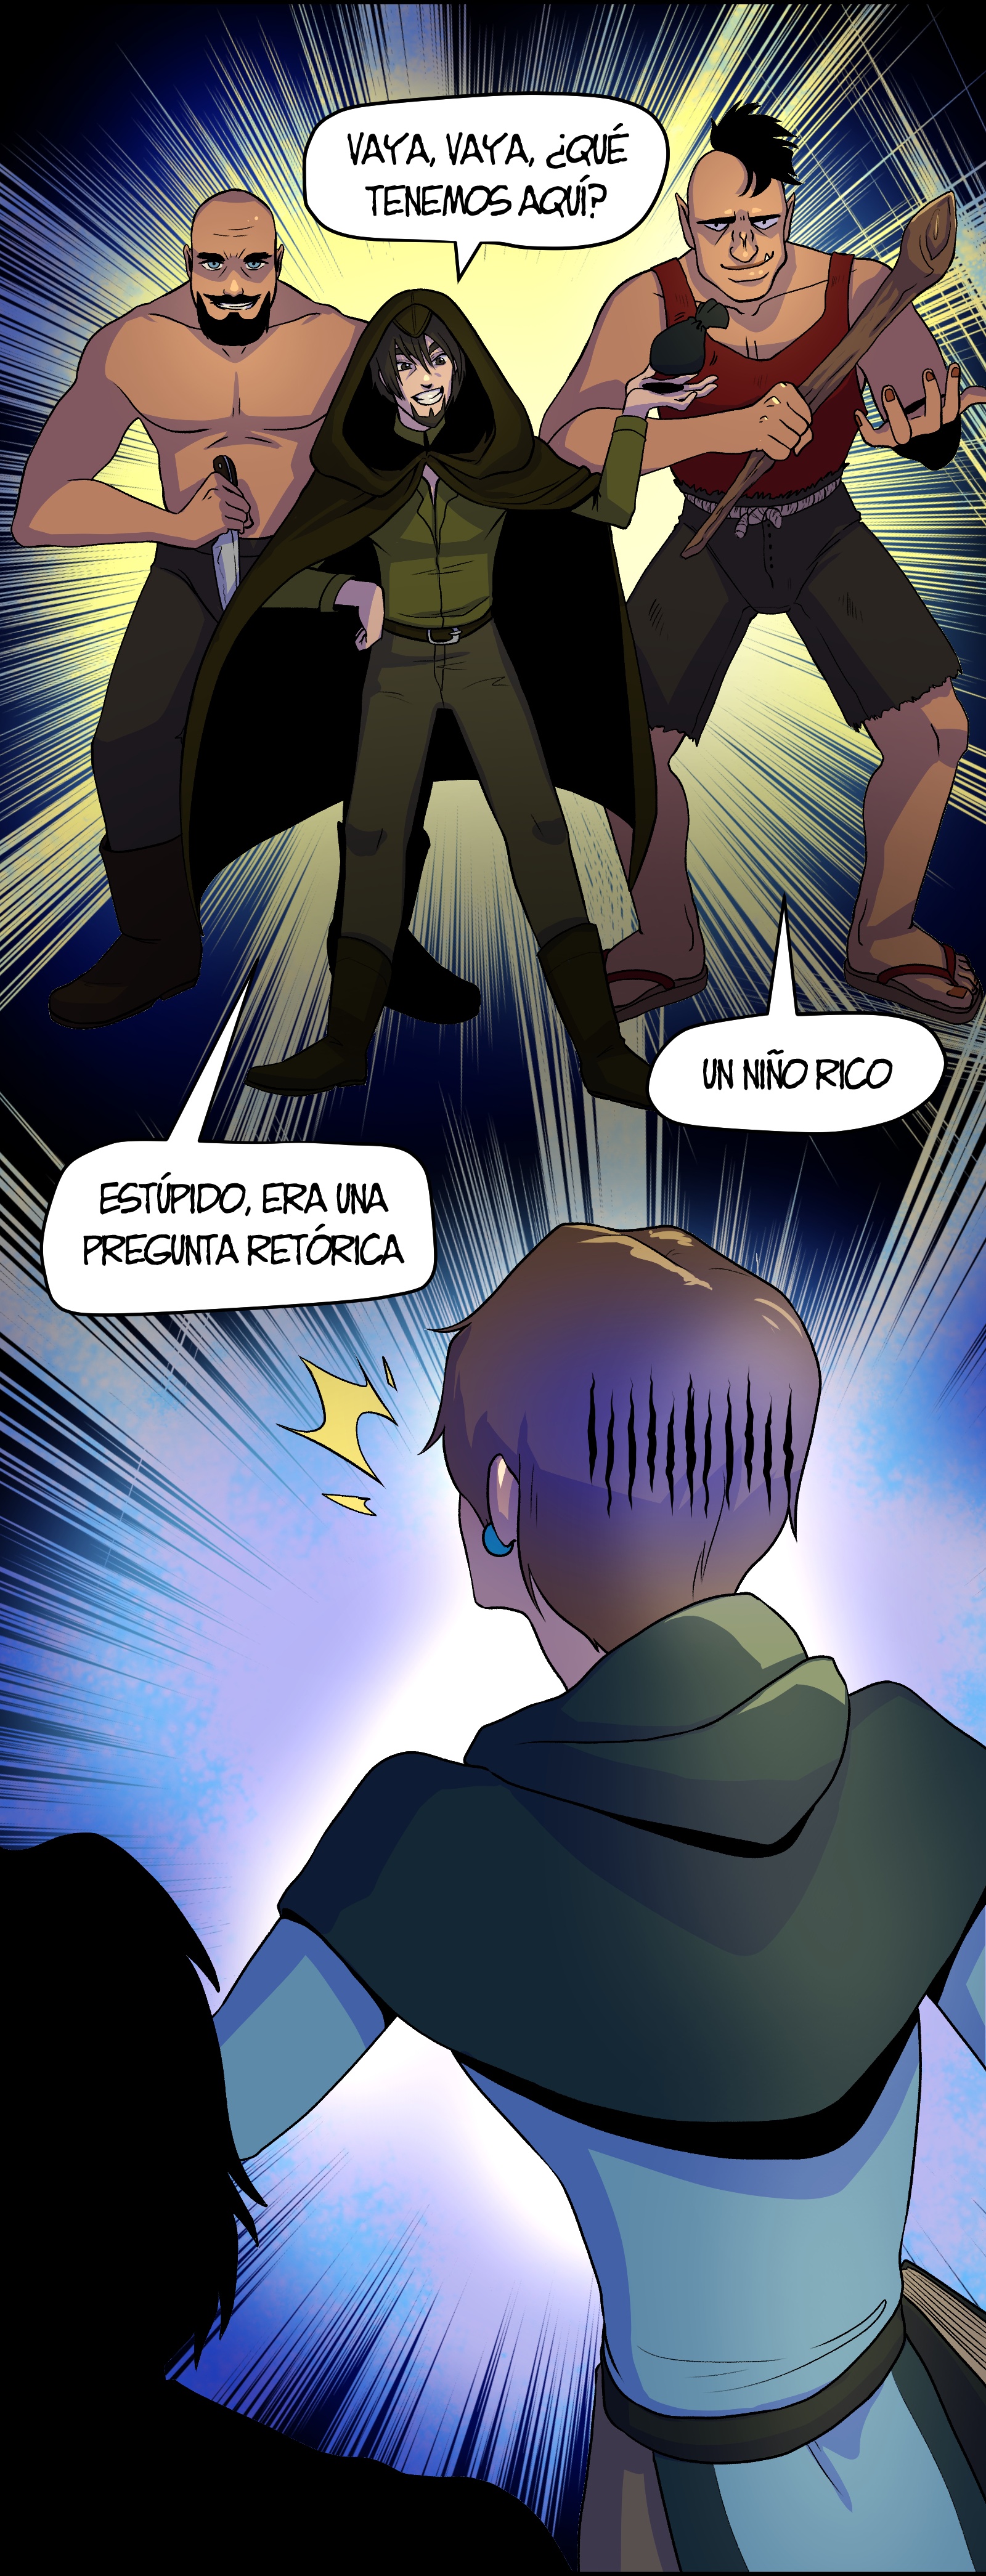 VAYA, VAYA, ¿QUÉ
TENEMOS AQUÍ?
UN NIÑO RICO
ESTÚPIDO, ERA UNA
PREGUNTA RETÓRICA